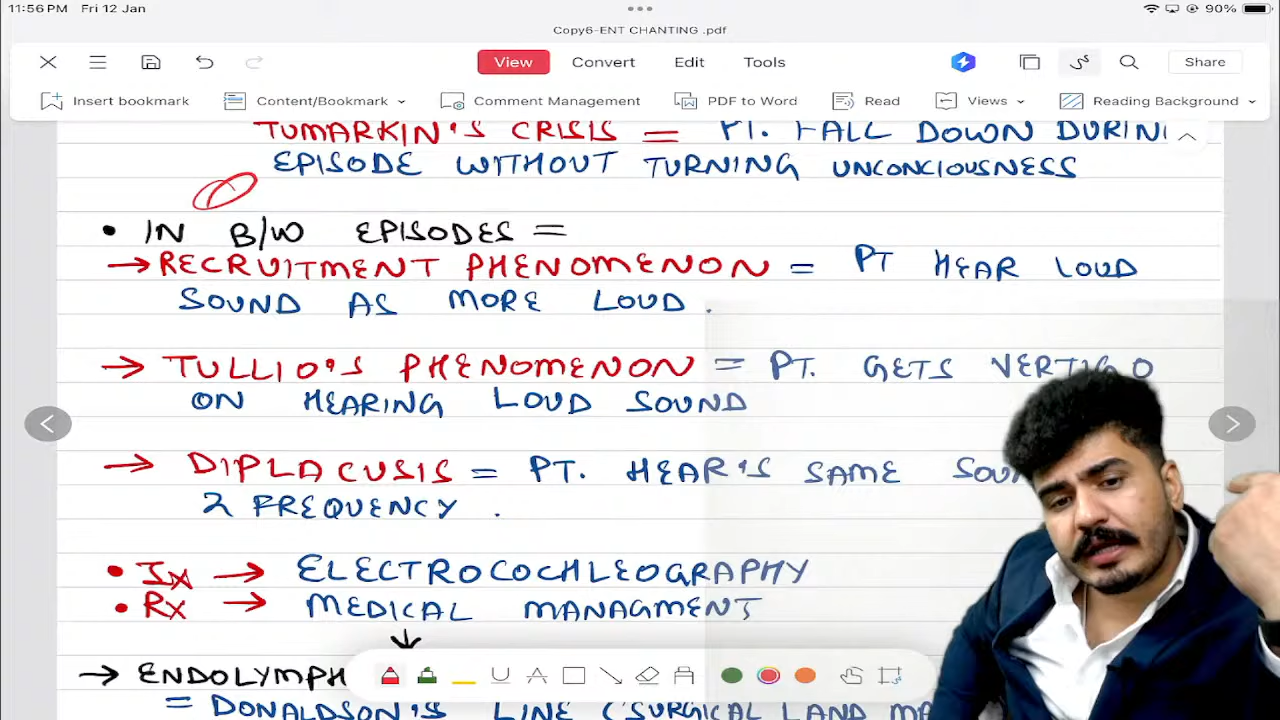 11:56 PM Fri 12 Jan
90%
Copy6-ENT CHANTING .pdf
View Convert Edit Tools Share
Insert bookmark Content/Bookmark Comment Management PDF to Word Read Views Reading Background
TUMARKIN'S CRISIS = PT. FALL DOWN
EPISODE WITHOUT TURNING UNCONCIOUSNESS
• IN B/W EPISODES =
→ RECRUITMENT PHENOMENON = PT HEAR LOUD
SOUND AS MORE LOUD.
→ TULLIO'S PHENOMENON = PT. GETS VERTIGO
ON HEARING LOUD SOUND
→ DIPLACUSIS = PT. HEAR'S SAME
2 FREQUENCY.
• Ix → ELECTROCOCHLEOGRAPHY
• Rx → MEDICAL MANAGMENT
→ ENDOLYMPH
= DONALDSON'S LINE (SURGICAL LAND